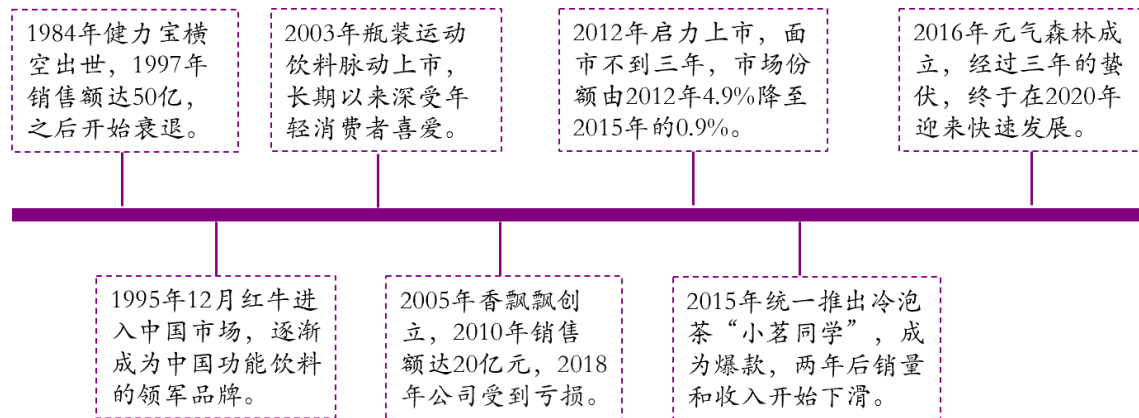 1984年健力宝横
空出世，1997年
销售额达50亿，
之后开始衰退。
2003年瓶装运动
饮料脉动上市，
长期以来深受年
轻消费者喜爱。
2012年启力上市，面
市不到三年，市场份
额由2012年4.9%降至
2015年的0.9%。
2016年元气森林成
立，经过三年的蛰
伏，终于在2020年
迎来快速发展。
1995年12月红牛进
入中国市场，逐渐
成为中国功能饮料
的领军品牌。
2005年香飘飘创
立，2010年销售
额达20亿元，2018
年公司受到亏损。
2015年统一推出冷泡
茶“小茗同学”，成
为爆款，两年后销量
和收入开始下滑。